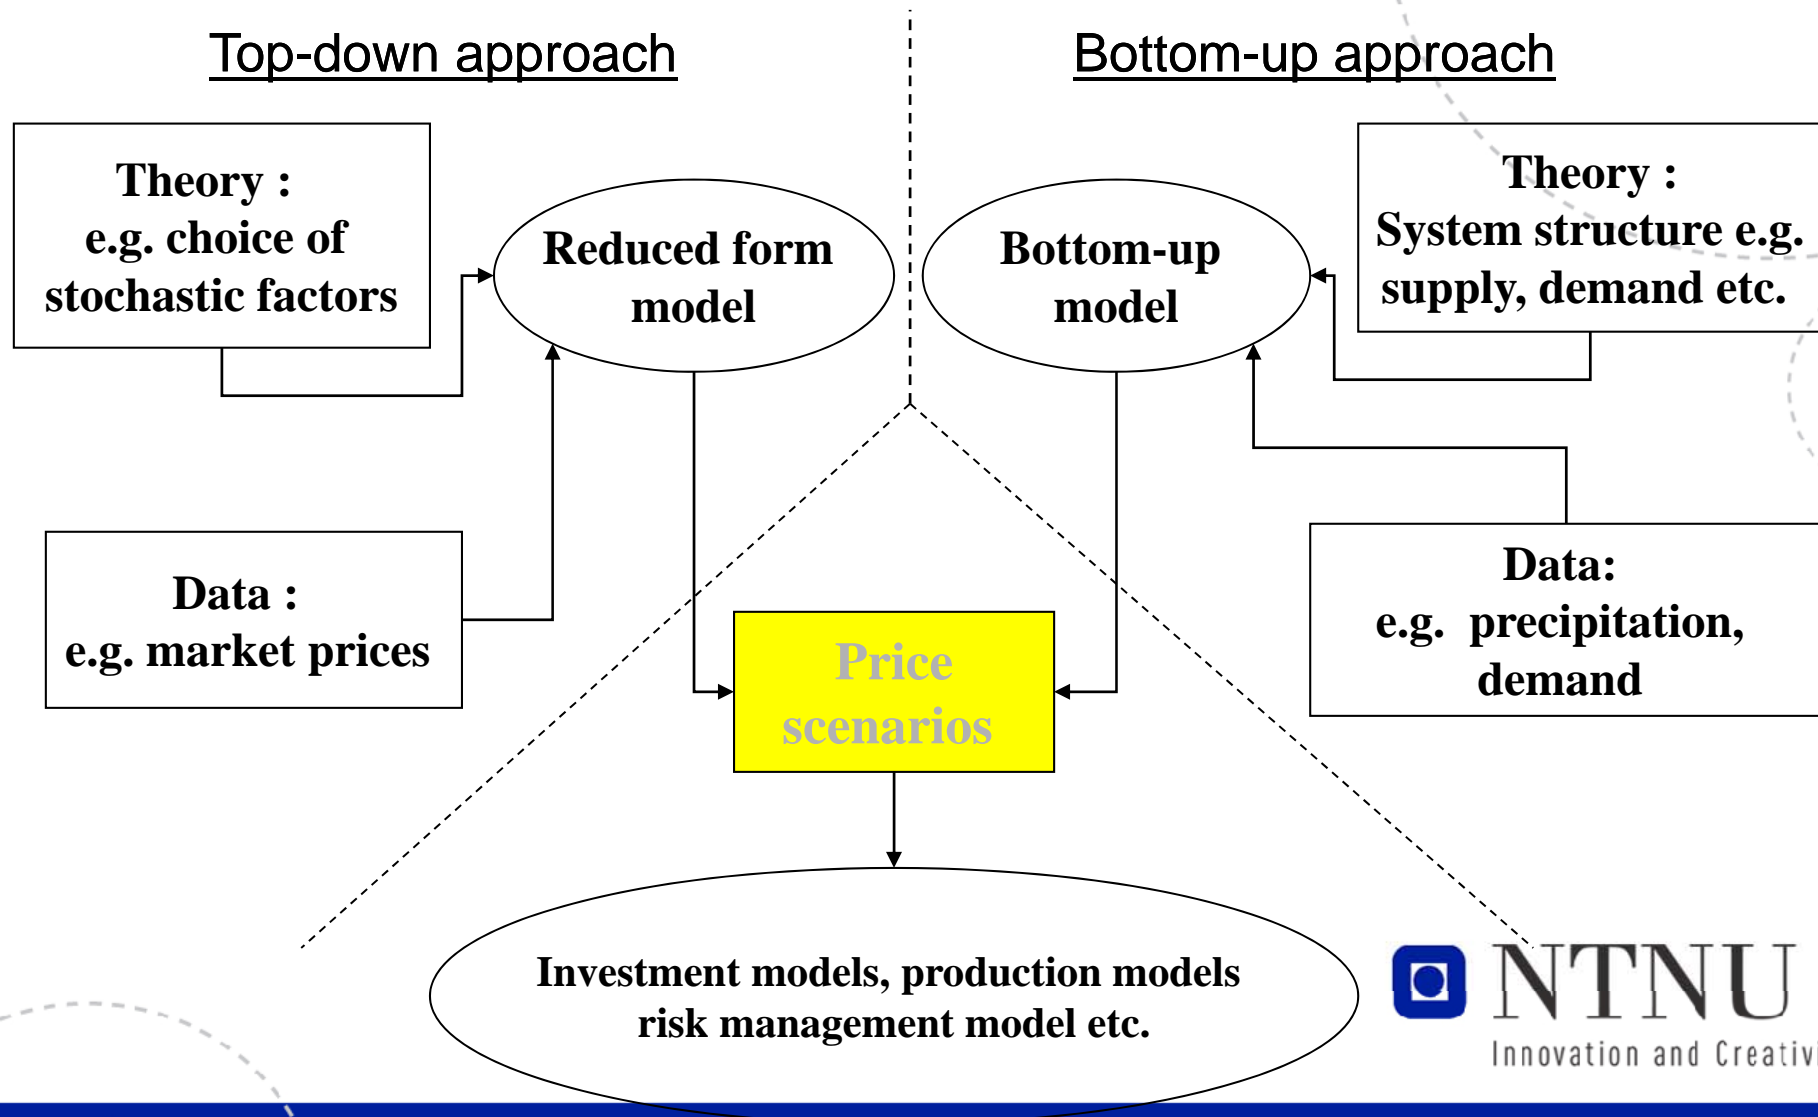 Top-down approach
Bottom-up approach
Theory :
e.g. choice of
stochastic factors
Reduced form
model
Bottom-up
model
Theory :
System structure e.g.
supply, demand etc.
Data :
e.g. market prices
Price
scenarios
Data:
e.g. precipitation,
demand
Investment models, production models
risk management model etc.
NTNU
Innovation and